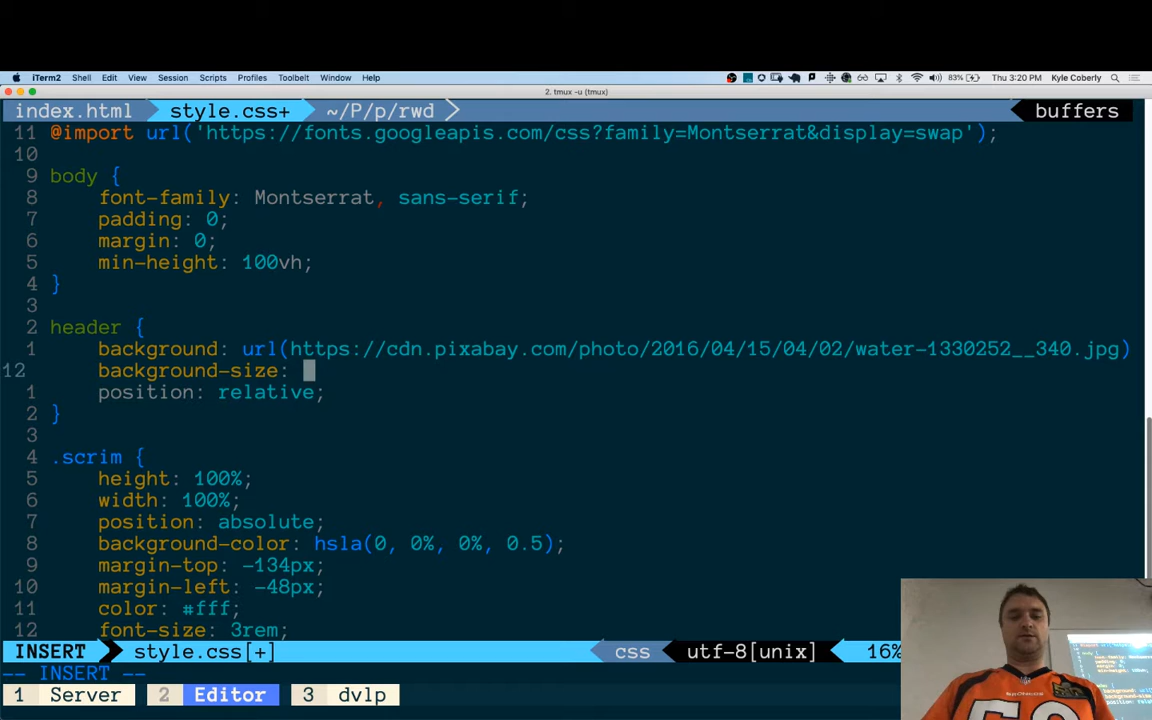 iTerm2 Shell Edit View Session Scripts Profiles Toolbelt Window Help 83% Thu 3:20 PM Kyle Coberly
2. tmux -u (tmux)
index.html style.css+ ~/P/p/rwd buffers
11 @import url('https://fonts.googleapis.com/css?family=Montserrat&display=swap');
10
9 body {
8 font-family: Montserrat, sans-serif;
7 padding: 0;
6 margin: 0;
5 min-height: 100vh;
4 }
3
2 header {
1 background: url(https://cdn.pixabay.com/photo/2016/04/15/04/02/water-1330252__340.jpg)
12 background-size:
1 position: relative;
2 }
3
4 .scrim {
5 height: 100%;
6 width: 100%;
7 position: absolute;
8 background-color: hsla(0, 0%, 0%, 0.5);
9 margin-top: -134px;
10 margin-left: -48px;
11 color: #fff;
12 font-size: 3rem;
INSERT style.css[+] css utf-8[unix] 16%
-- INSERT --
1 Server 2 Editor 3 dvlp